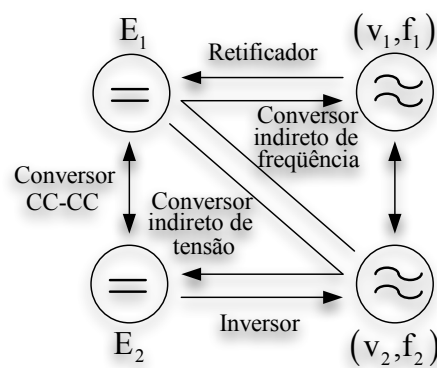 E₁
(v₁,f₁)
Retificador
Conversor
indireto de
freqüência
Conversor
CC-CC
Conversor
indireto de
tensão
Inversor
E₂
(v₂,f₂)